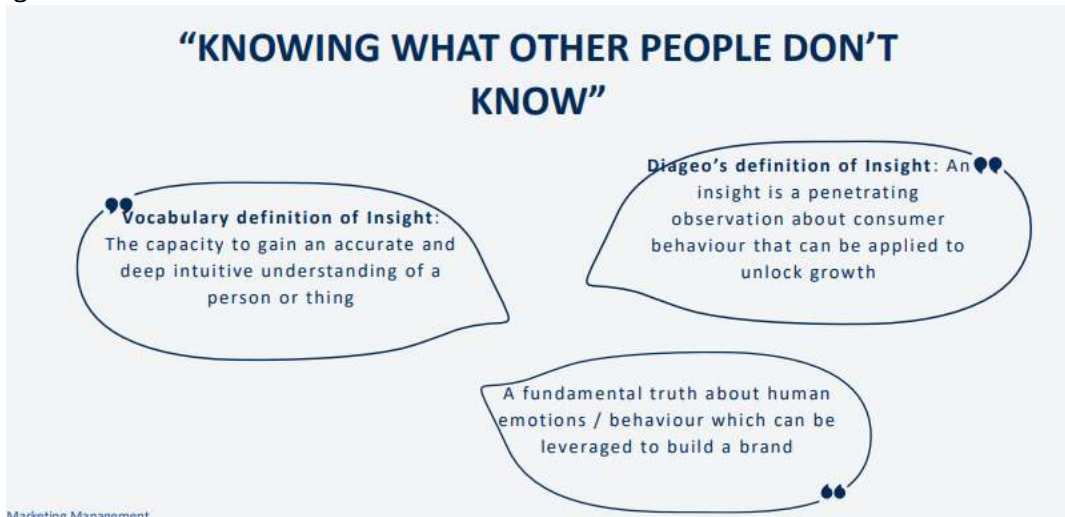 “KNOWING WHAT OTHER PEOPLE DON’T
KNOW”
Vocabulary definition of Insight:
The capacity to gain an accurate and
deep intuitive understanding of a
person or thing
Diageo’s definition of Insight: An
insight is a penetrating
observation about consumer
behaviour that can be applied to
unlock growth
A fundamental truth about human
emotions / behaviour which can be
leveraged to build a brand
Marketing Management